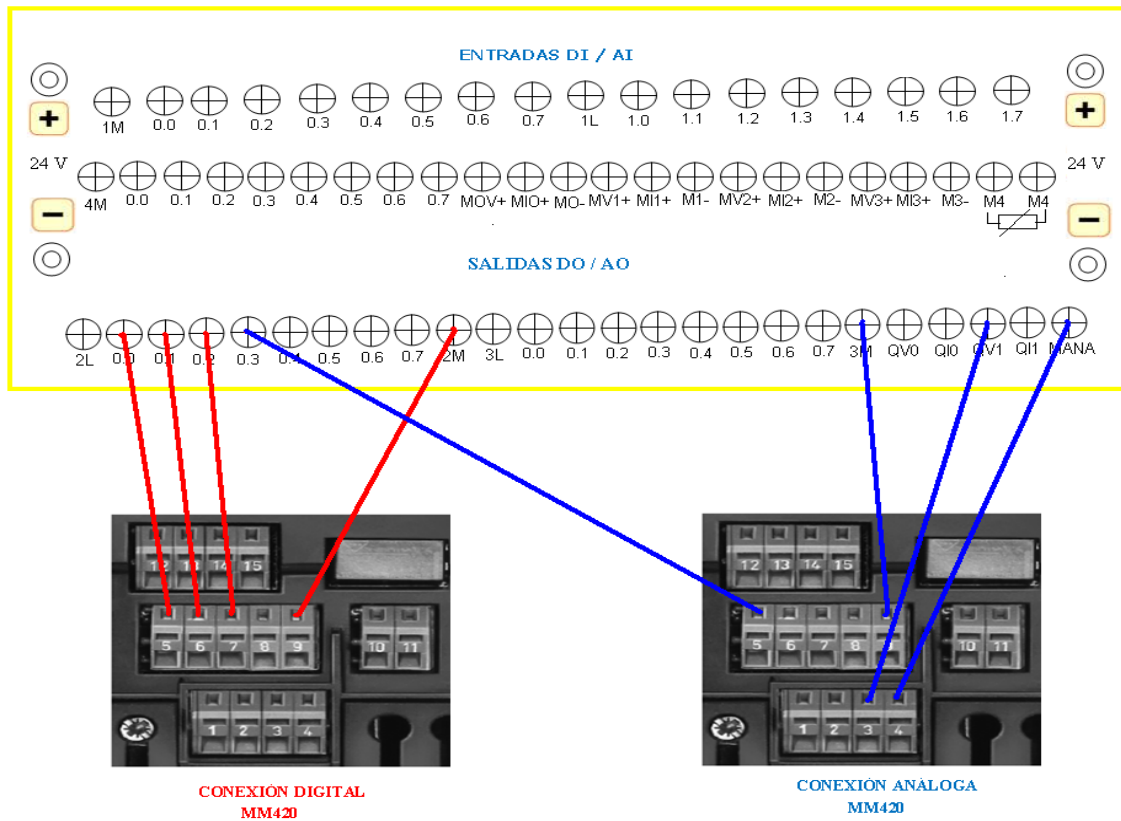 ENTRADAS DI / AI
+ +
1M 0.0 0.1 0.2 0.3 0.4 0.5 0.6 0.7 1L 1.0 1.1 1.2 1.3 1.4 1.5 1.6 1.7
24 V 24 V
4M 0.0 0.1 0.2 0.3 0.4 0.5 0.6 0.7 MOV+ MIO+ MO- MV1+ MI1+ M1- MV2+ MI2+ M2- MV3+ MI3+ M3- M4 M4
- -
SALIDAS DO / AO
2L 0.0 0.1 0.2 0.3 0.4 0.5 0.6 0.7 2M 3L 0.0 0.1 0.2 0.3 0.4 0.5 0.6 0.7 3M QV0 QI0 QV1 QI1 MANA
12 13 14 15
5 6 7 8 9
10 11
1 2 3 4
12 13 14 15
5 6 7 8
10 11
1 2 3 4
CONEXIÓN DIGITAL
MM420
CONEXIÓN ANÀLOGA
MM420